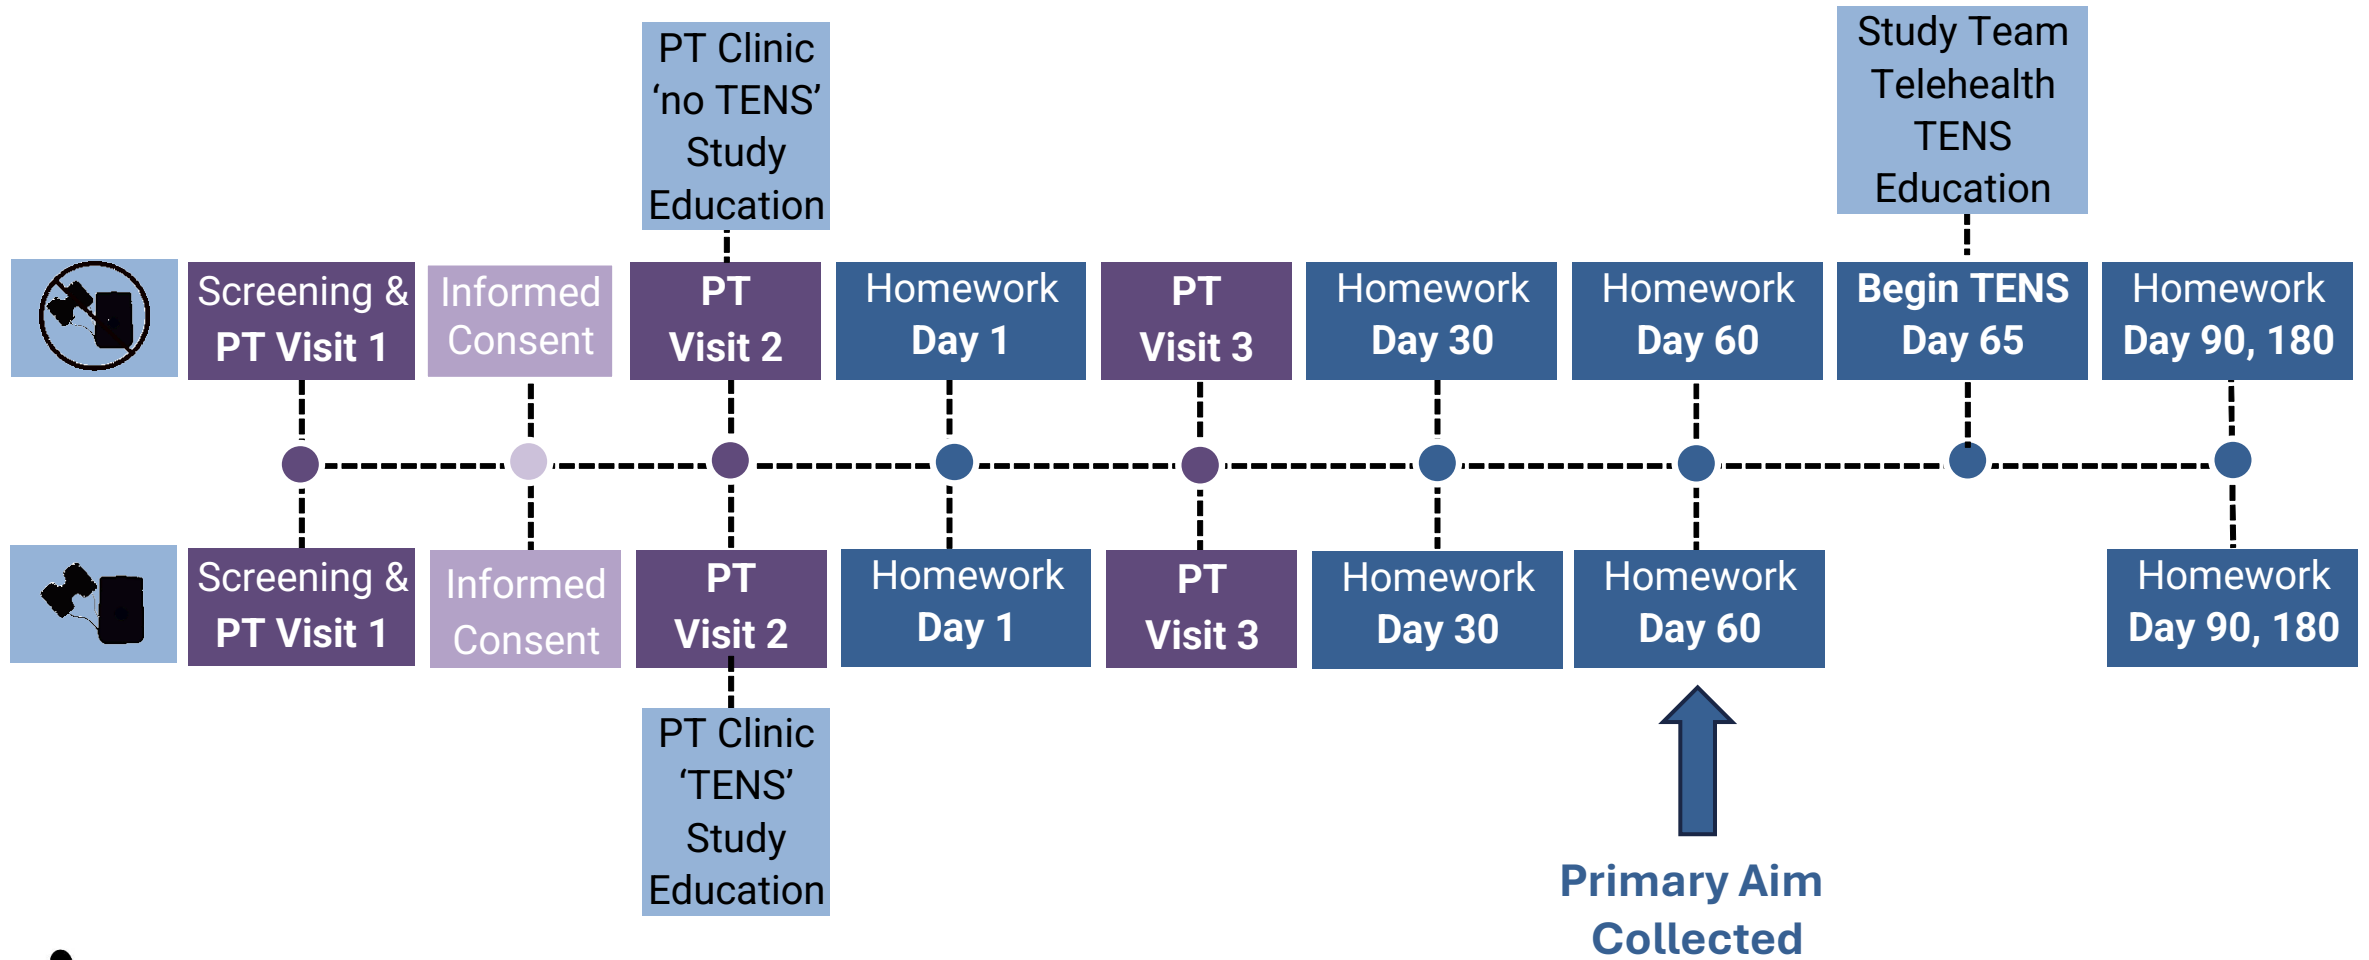 PT Clinic
‘no TENS’
Study
Education
Study Team
Telehealth
TENS
Education
Screening &
PT Visit 1
Informed
Consent
PT
Visit 2
Homework
Day 1
PT
Visit 3
Homework
Day 30
Homework
Day 60
Begin TENS
Day 65
Homework
Day 90, 180
Screening &
PT Visit 1
Informed
Consent
PT
Visit 2
Homework
Day 1
PT
Visit 3
Homework
Day 30
Homework
Day 60
Homework
Day 90, 180
PT Clinic
‘TENS’
Study
Education
Primary Aim
Collected